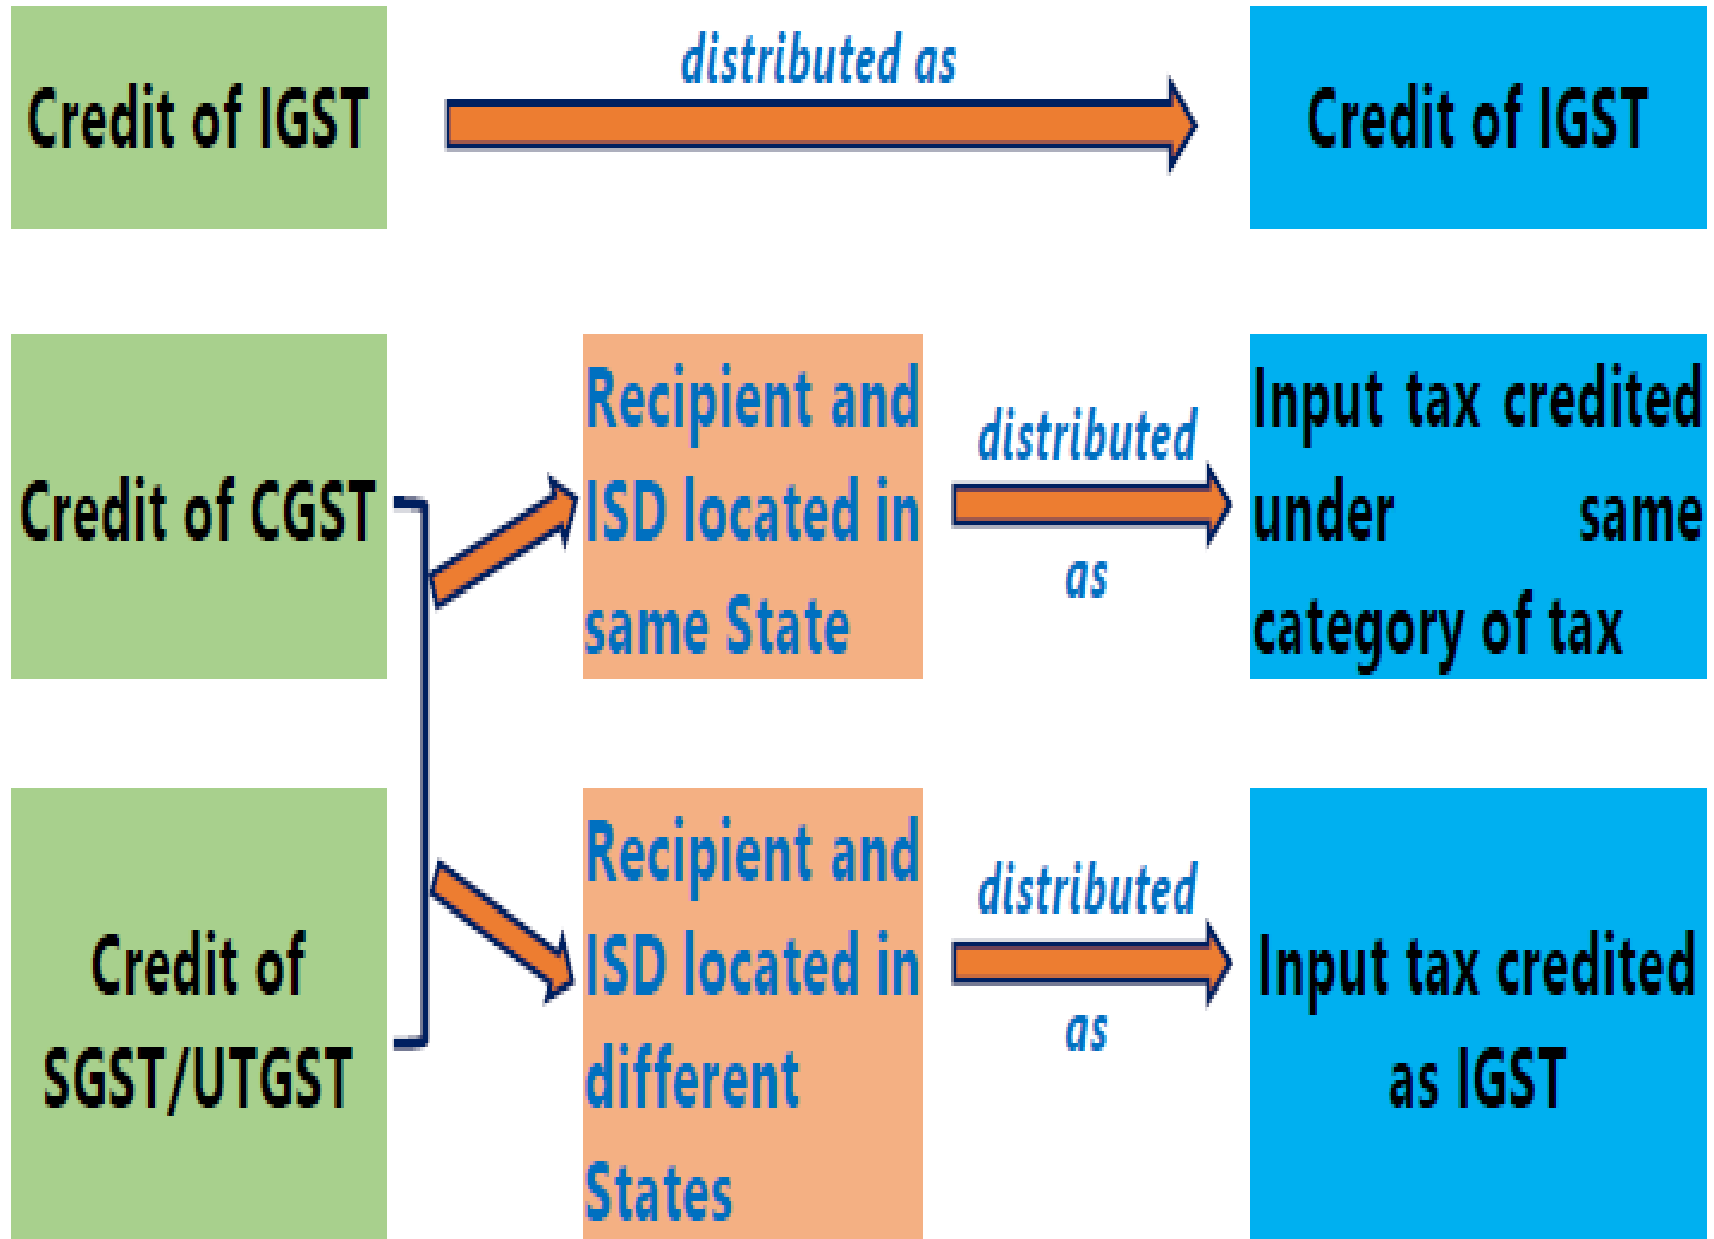 Credit of IGST
distributed as
Credit of IGST
Credit of CGST
Recipient and
ISD located in
same State
distributed
as
Input tax credited
under same
category of tax
Credit of
SGST/UTGST
Recipient and
ISD located in
different
States
distributed
as
Input tax credited
as IGST